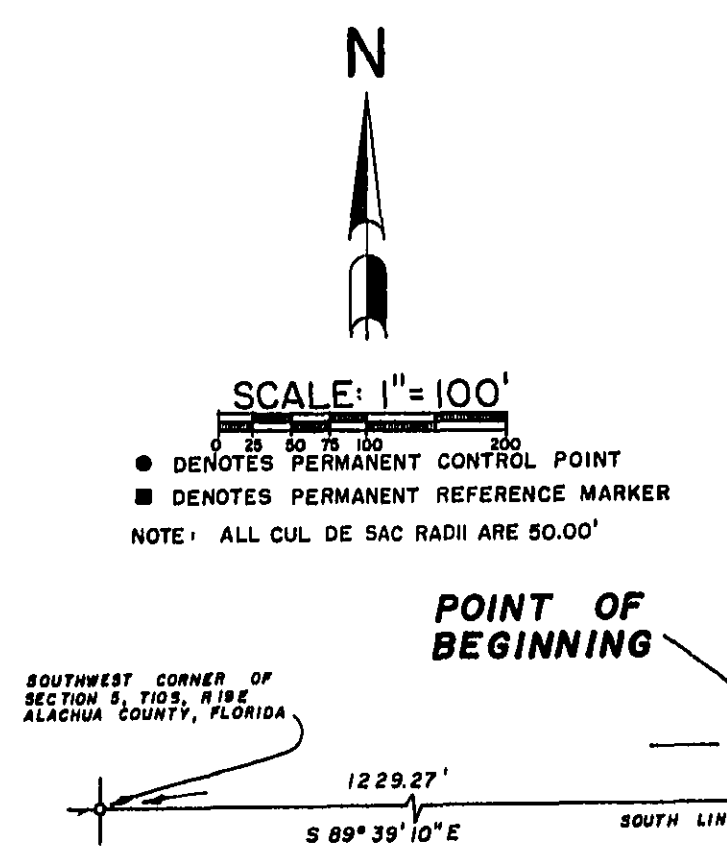 N
SCALE: 1"=100'
0 25 50 75 100 200
● DENOTES PERMANENT CONTROL POINT
■ DENOTES PERMANENT REFERENCE MARKER
NOTE: ALL CUL DE SAC RADII ARE 50.00'
POINT OF
BEGINNING
SOUTHWEST CORNER OF
SECTION 5, T10S, R18E
ALACHUA COUNTY, FLORIDA
1229.27'
S 89° 39' 10" E
SOUTH LIN